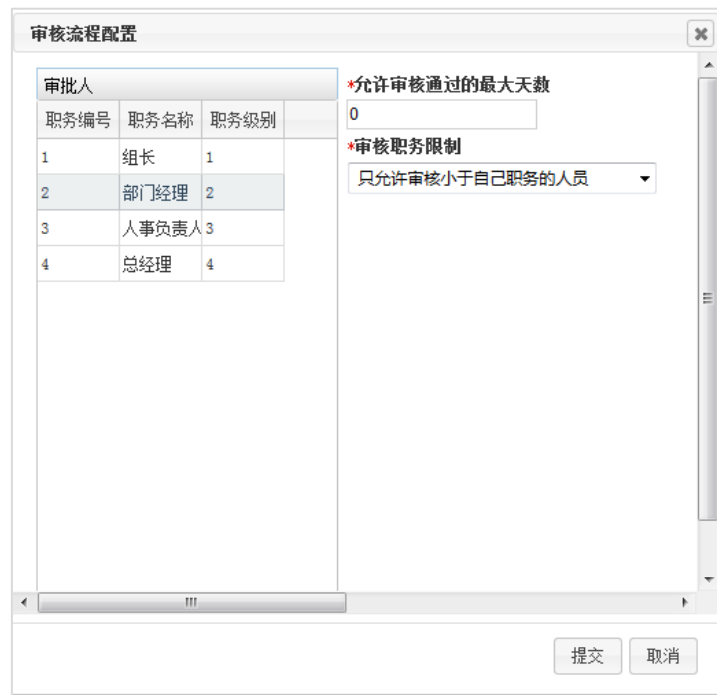 审核流程配置
审批人
职务编号 职务名称 职务级别
1 组长 1
2 部门经理 2
3 人事负责人 3
4 总经理 4
*允许审核通过的最大天数
0
*审核职务限制
只允许审核小于自己职务的人员
提交 取消